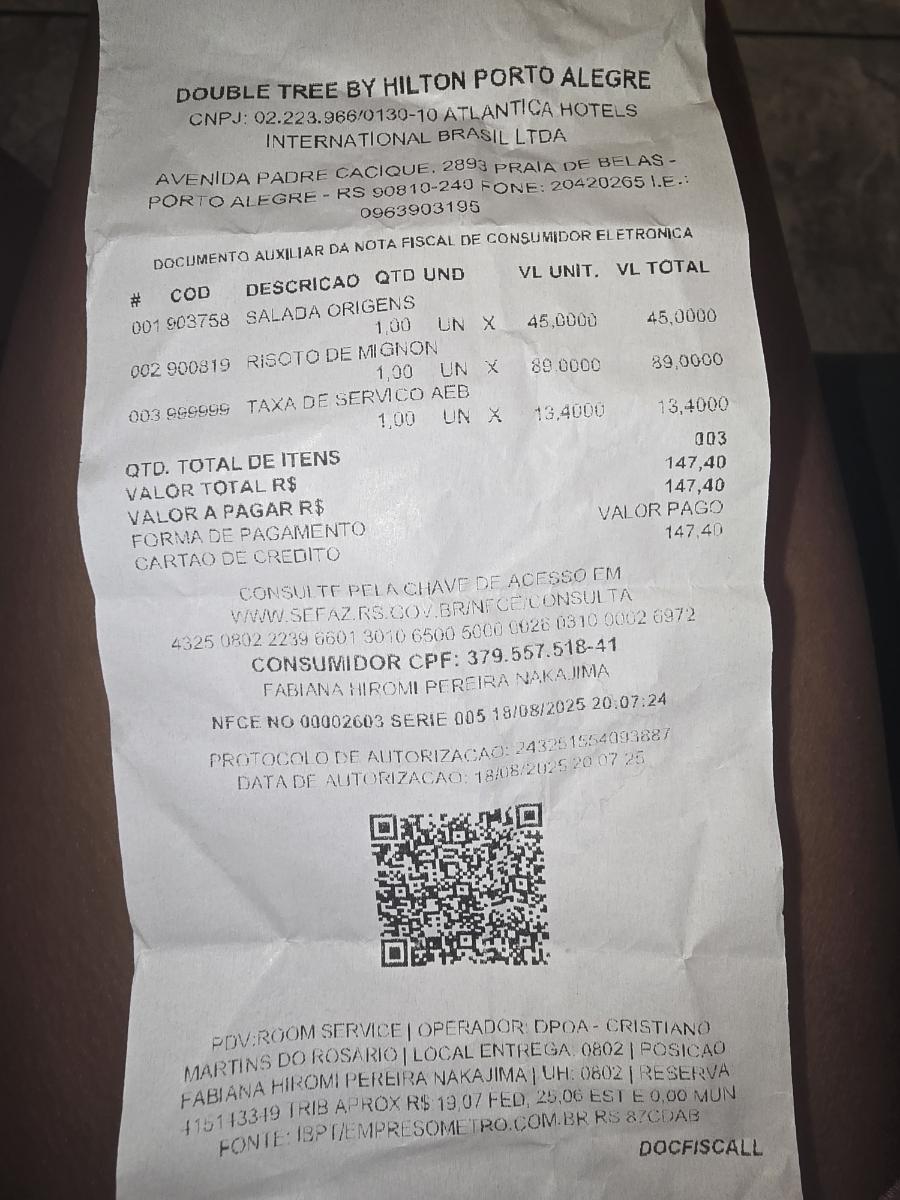 DOUBLE TREE BY HILTON PORTO ALEGRE
CNPJ: 02.223.966/0130-10 ATLANTICA HOTELS
INTERNATIONAL BRASIL LTDA
AVENIDA PADRE CACIQUE, 2893 PRAIA DE BELAS -
PORTO ALEGRE - RS 90810-240 FONE: 20420265 I.E.:
0963903195
DOCUMENTO AUXILIAR DA NOTA FISCAL DE CONSUMIDOR ELETRONICA
# COD DESCRICAO QTD UND VL UNIT. VL TOTAL
001 903758 SALADA ORIGENS
1,00 UN X 45,0000 45,0000
002 900819 RISOTO DE MIGNON
1,00 UN X 89,0000 89,0000
003 999999 TAXA DE SERVICO AEB
1,00 UN X 13,4000 13,4000
QTD. TOTAL DE ITENS 003
VALOR TOTAL R$ 147,40
VALOR A PAGAR R$ 147,40
FORMA DE PAGAMENTO VALOR PAGO
CARTAO DE CREDITO 147,40
CONSULTE PELA CHAVE DE ACESSO EM
WWW.SEFAZ.RS.GOV.BR/NFCE/CONSULTA
4325 0802 2239 6601 3010 6500 5000 0026 0310 0002 6972
CONSUMIDOR CPF: 379.557.518-41
FABIANA HIROMI PEREIRA NAKAJIMA
NFCE NO 00002603 SERIE 005 18/08/2025 20:07:24
PROTOCOLO DE AUTORIZACAO: 243251554093887
DATA DE AUTORIZACAO: 18/08/2025 20:07:25
PDV:ROOM SERVICE | OPERADOR: DPOA - CRISTIANO
MARTINS DO ROSARIO | LOCAL ENTREGA: 0802 | POSICAO
FABIANA HIROMI PEREIRA NAKAJIMA | UH: 0802 | RESERVA
415143349 TRIB APROX R$ 19,07 FED, 25,06 EST E 0,00 MUN
FONTE: IBPT/EMPRESOMETRO.COM.BR RS 87CDAB
DOCFISCALL